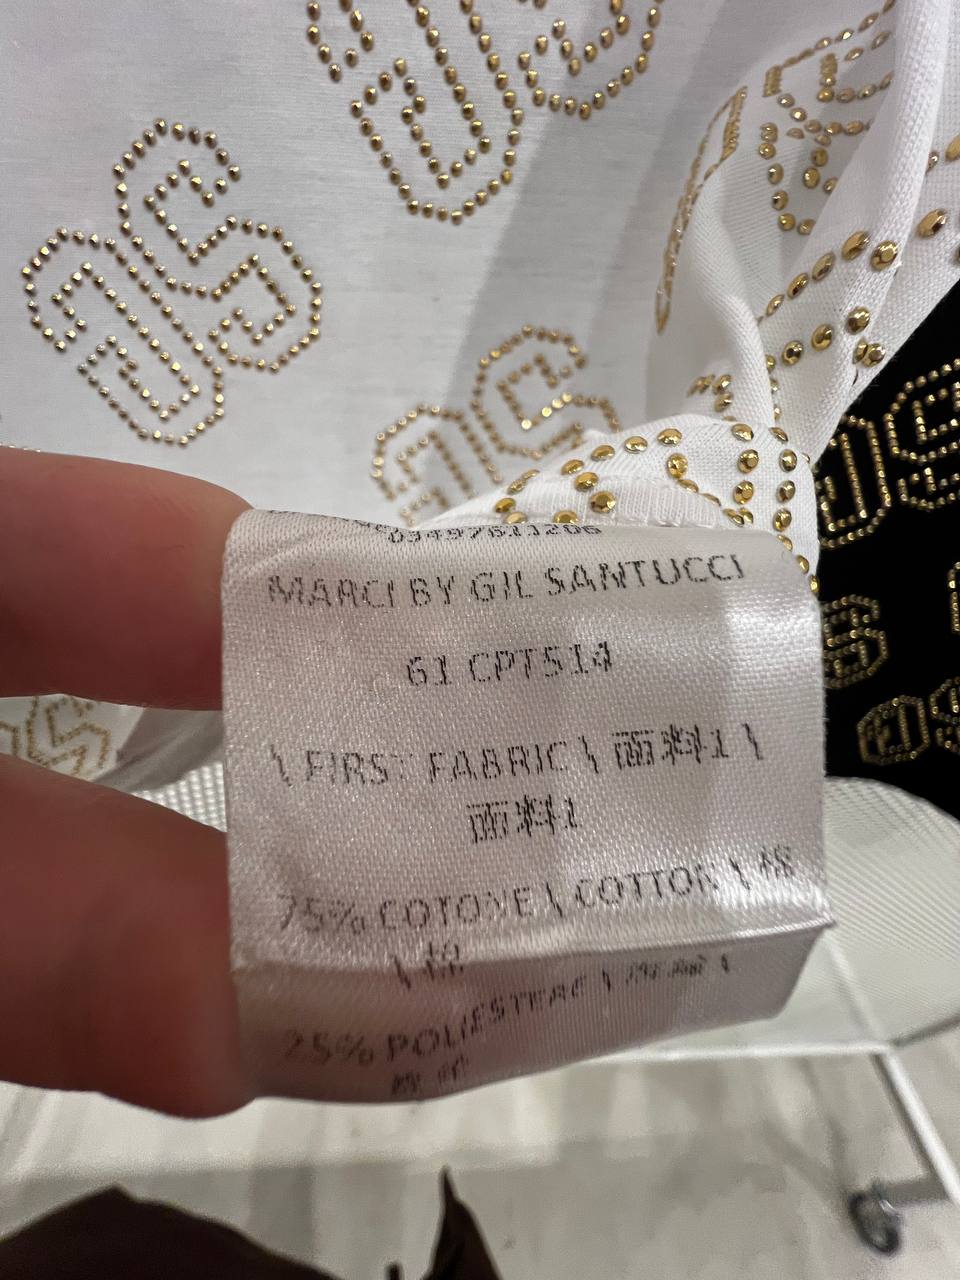 03497611206
MARCI BY GIL SANTUCCI
61 CPT514
\ FIRST FABRIC \ 面料1 \
面料1
75% COTONE \ COTTON \ 棉
\ 棉
25% POLIESTERE \ \